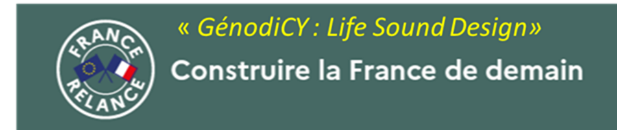 « GénodiCY : Life Sound Design»
Construire la France de demain
FRANCE
RELANCE